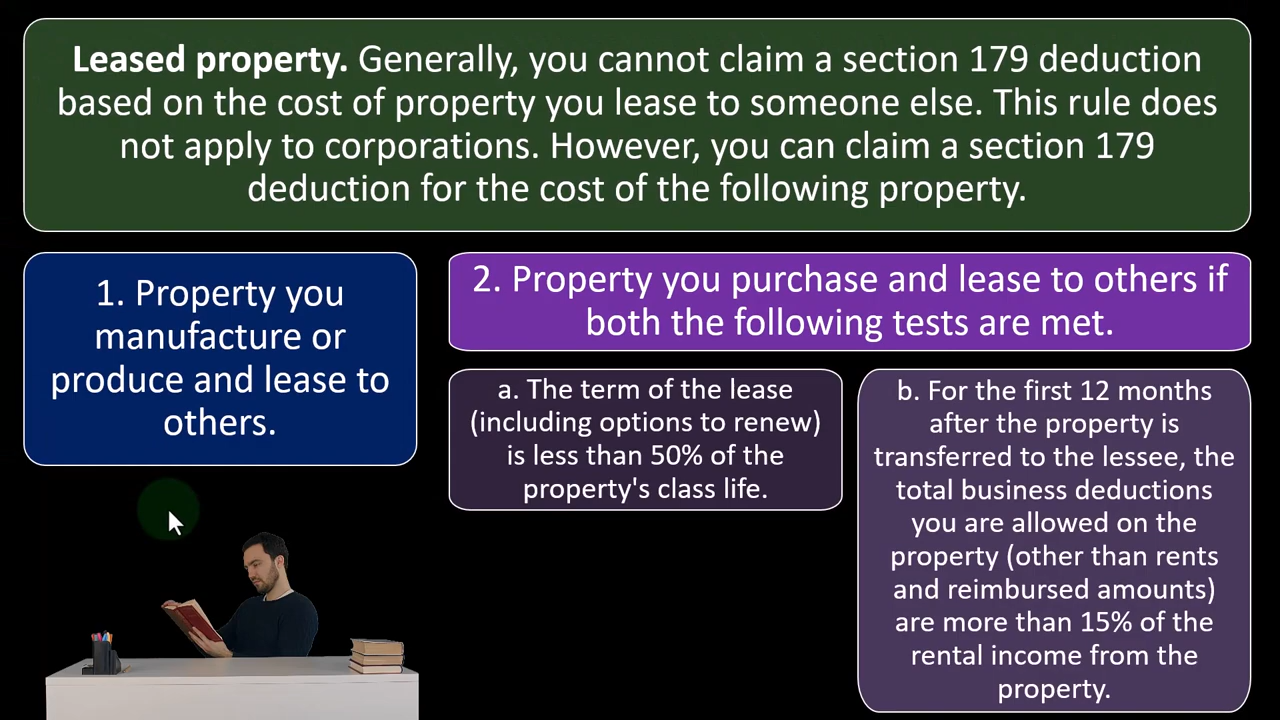 Leased property. Generally, you cannot claim a section 179 deduction
based on the cost of property you lease to someone else. This rule does
not apply to corporations. However, you can claim a section 179
deduction for the cost of the following property.
1. Property you
manufacture or
produce and lease to
others.
2. Property you purchase and lease to others if
both the following tests are met.
a. The term of the lease
(including options to renew)
is less than 50% of the
property's class life.
b. For the first 12 months
after the property is
transferred to the lessee, the
total business deductions
you are allowed on the
property (other than rents
and reimbursed amounts)
are more than 15% of the
rental income from the
property.